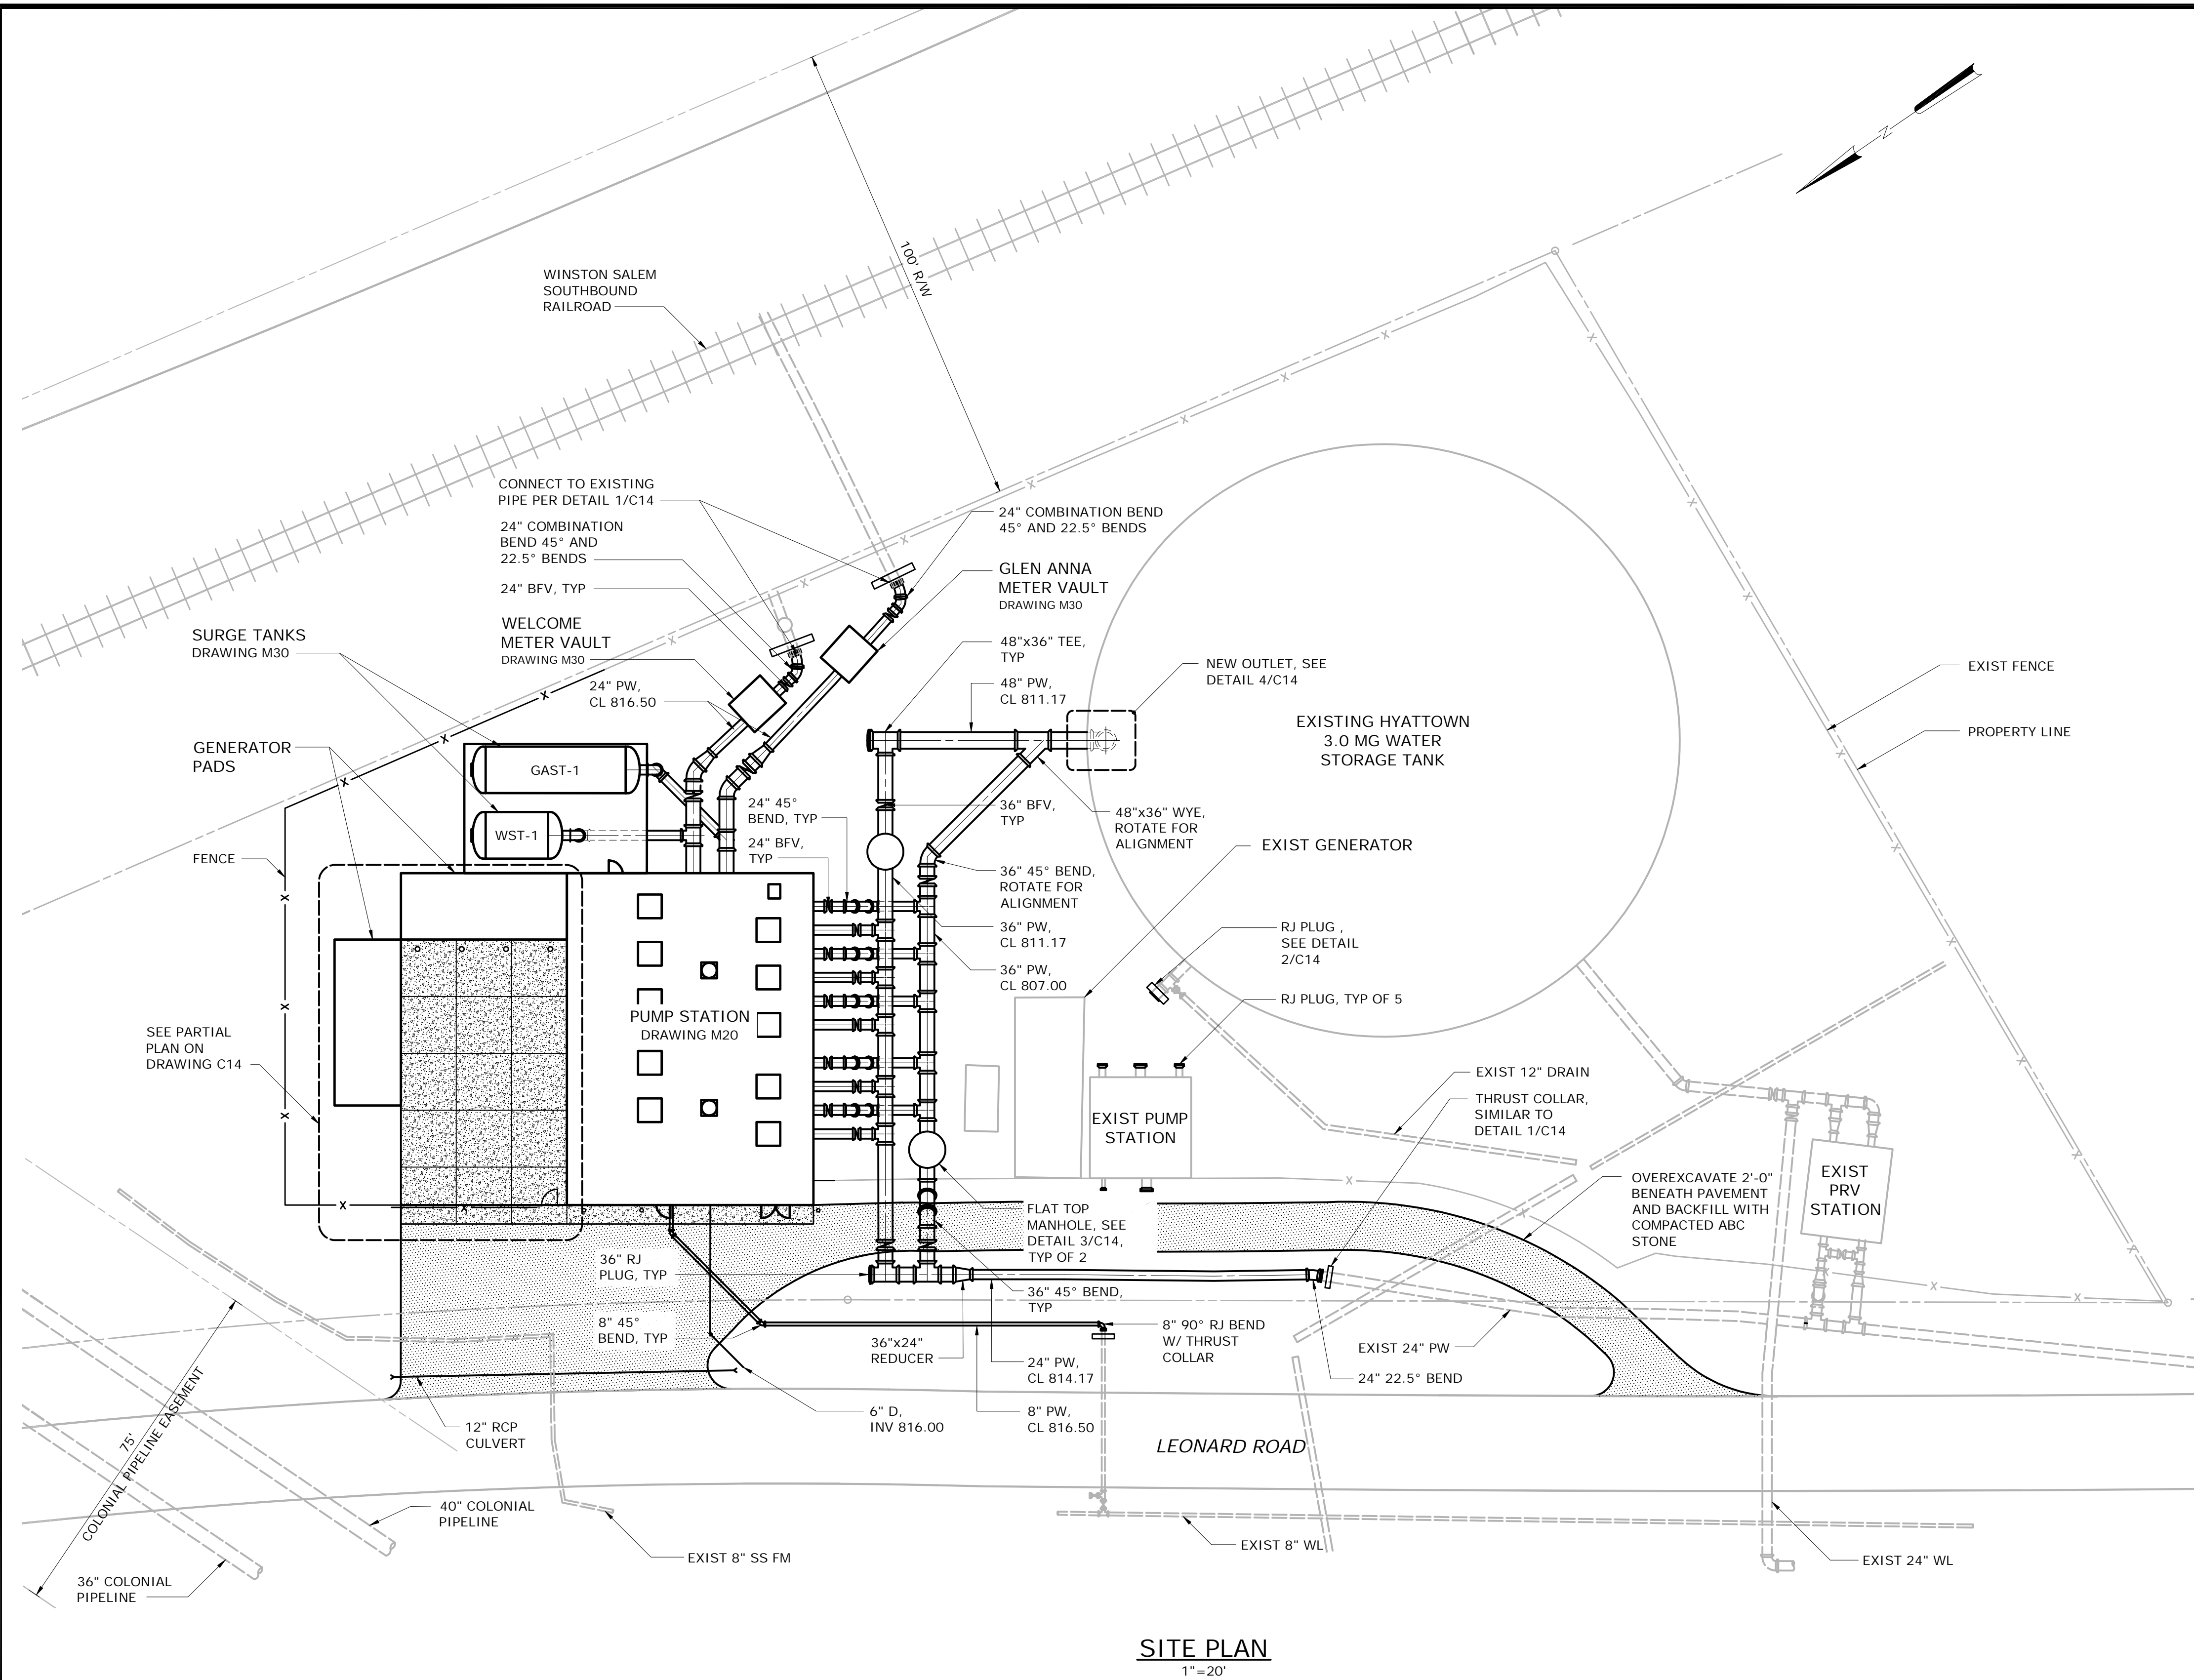 N
100' R/W
WINSTON SALEM
SOUTHBOUND
RAILROAD
CONNECT TO EXISTING
PIPE PER DETAIL 1/C14
24" COMBINATION
BEND 45° AND
22.5° BENDS
24" BFV, TYP
WELCOME
METER VAULT
DRAWING M30
24" PW,
CL 816.50
SURGE TANKS
DRAWING M30
GENERATOR
PADS
FENCE
SEE PARTIAL
PLAN ON
DRAWING C14
GAST-1
WST-1
24" 45°
BEND, TYP
24" BFV,
TYP
PUMP STATION
DRAWING M20
24" COMBINATION BEND
45° AND 22.5° BENDS
GLEN ANNA
METER VAULT
DRAWING M30
48"x36" TEE,
TYP
48" PW,
CL 811.17
NEW OUTLET, SEE
DETAIL 4/C14
EXISTING HYATTOWN
3.0 MG WATER
STORAGE TANK
EXIST FENCE
PROPERTY LINE
36" BFV,
TYP
48"x36" WYE,
ROTATE FOR
ALIGNMENT
EXIST GENERATOR
36" 45° BEND,
ROTATE FOR
ALIGNMENT
36" PW,
CL 811.17
36" PW,
CL 807.00
RJ PLUG ,
SEE DETAIL
2/C14
RJ PLUG, TYP OF 5
EXIST PUMP
STATION
EXIST 12" DRAIN
THRUST COLLAR,
SIMILAR TO
DETAIL 1/C14
OVEREXCAVATE 2'-0"
BENEATH PAVEMENT
AND BACKFILL WITH
COMPACTED ABC
STONE
EXIST
PRV
STATION
FLAT TOP
MANHOLE, SEE
DETAIL 3/C14,
TYP OF 2
36" RJ
PLUG, TYP
36" 45° BEND,
TYP
8" 45°
BEND, TYP
36"x24"
REDUCER
24" PW,
CL 814.17
8" 90° RJ BEND
W/ THRUST
COLLAR
EXIST 24" PW
24" 22.5° BEND
6" D,
INV 816.00
8" PW,
CL 816.50
12" RCP
CULVERT
LEONARD ROAD
75'
COLONIAL PIPELINE EASEMENT
40" COLONIAL
PIPELINE
36" COLONIAL
PIPELINE
EXIST 8" SS FM
EXIST 8" WL
EXIST 24" WL
SITE PLAN
1"=20'